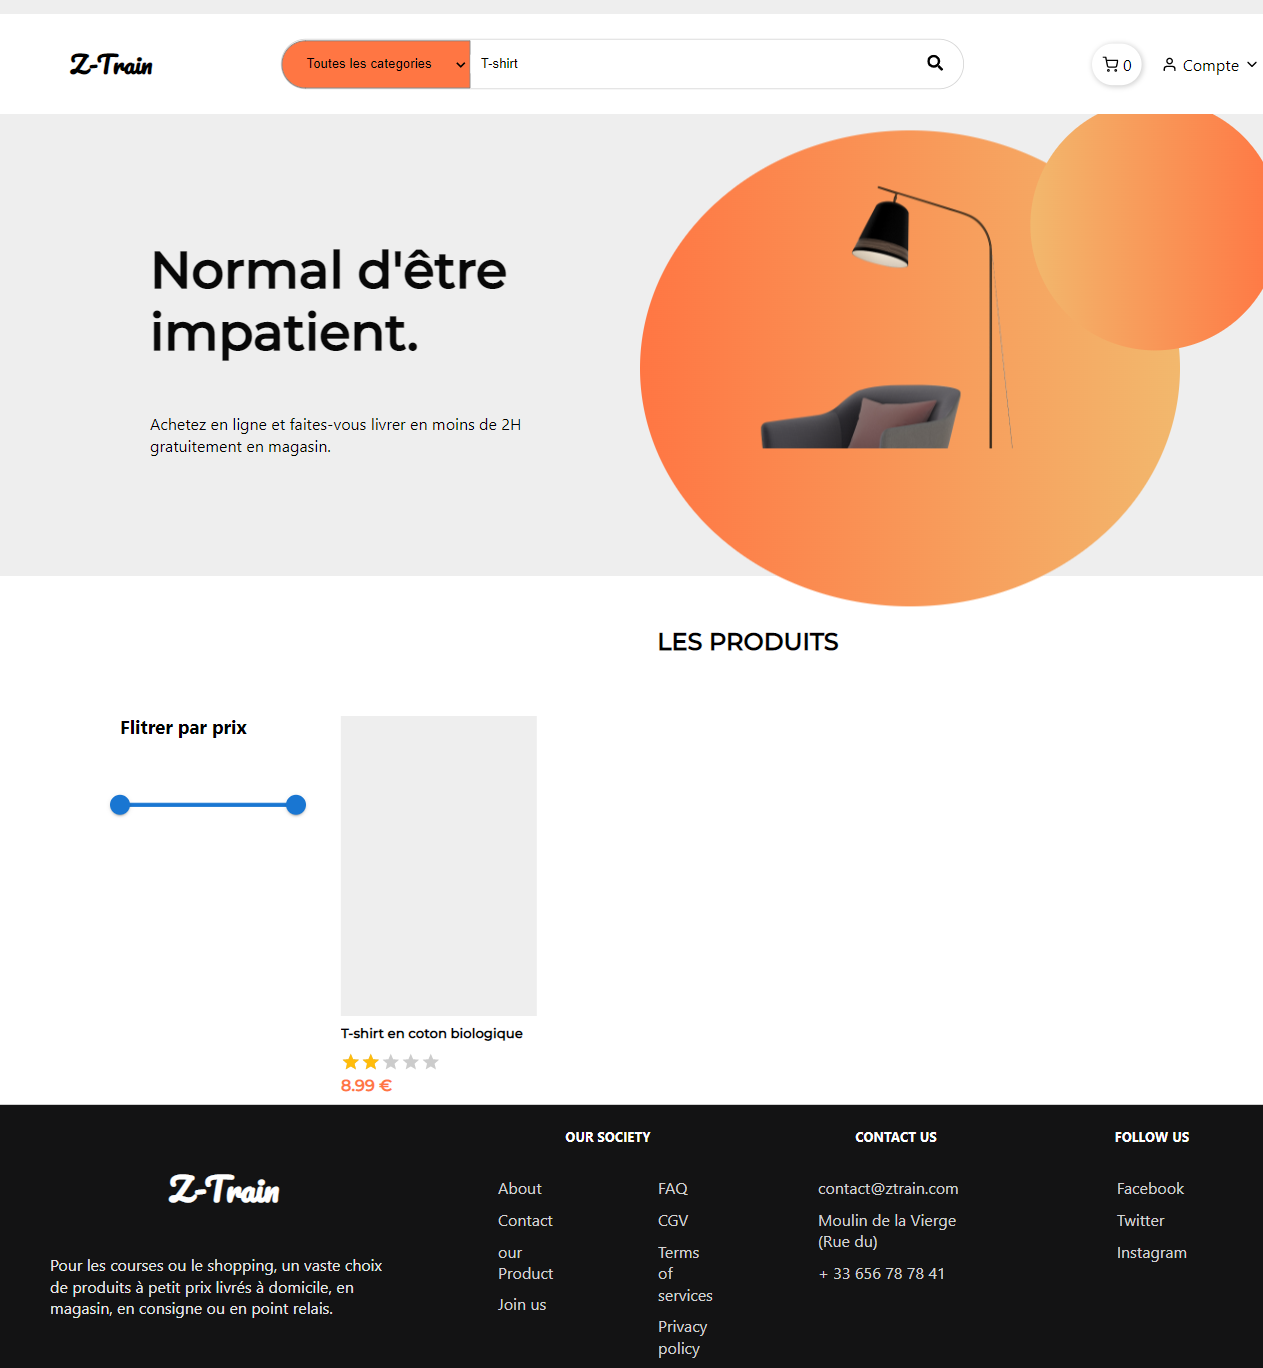 Z-Train
Toutes les categories
T-shirt
0
Compte
Normal d'être
impatient.
Achetez en ligne et faites-vous livrer en moins de 2H
gratuitement en magasin.
LES PRODUITS
Flitrer par prix
T-shirt en coton biologique
8.99 €
Z-Train
Pour les courses ou le shopping, un vaste choix
de produits à petit prix livrés à domicile, en
magasin, en consigne ou en point relais.
OUR SOCIETY
About
Contact
our
Product
Join us
FAQ
CGV
Terms
of
services
Privacy
policy
CONTACT US
contact@ztrain.com
Moulin de la Vierge
(Rue du)
+ 33 656 78 78 41
FOLLOW US
Facebook
Twitter
Instagram